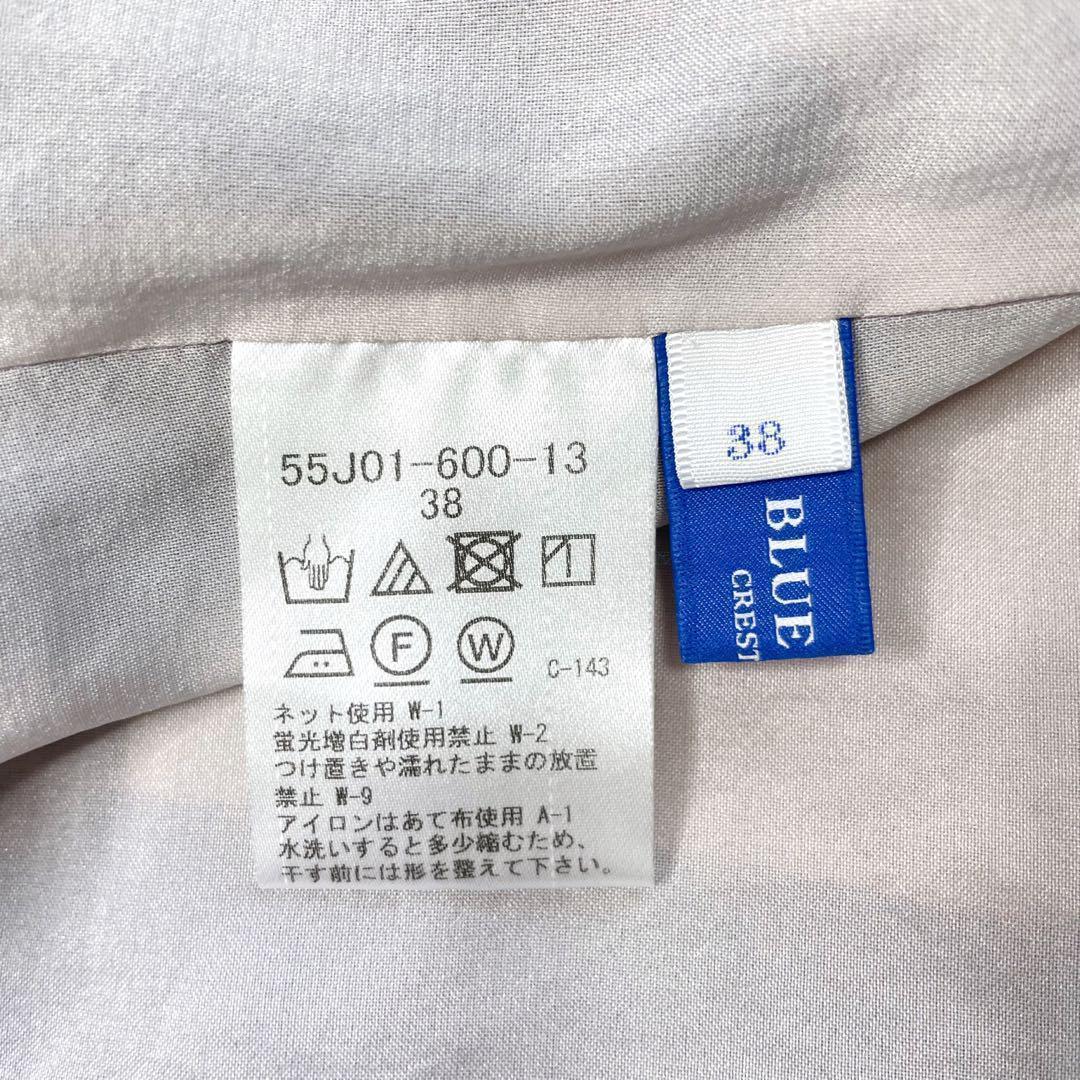 55J01-600-13
38
F
W
C-143
ネット使用 W-1
蛍光増白剤使用禁止 W-2
つけ置きや濡れたままの放置
禁止 W-9
アイロンはあて布使用 A-1
水洗いすると多少縮むため、
干す前には形を整えて下さい。
38
BLUE
CREST